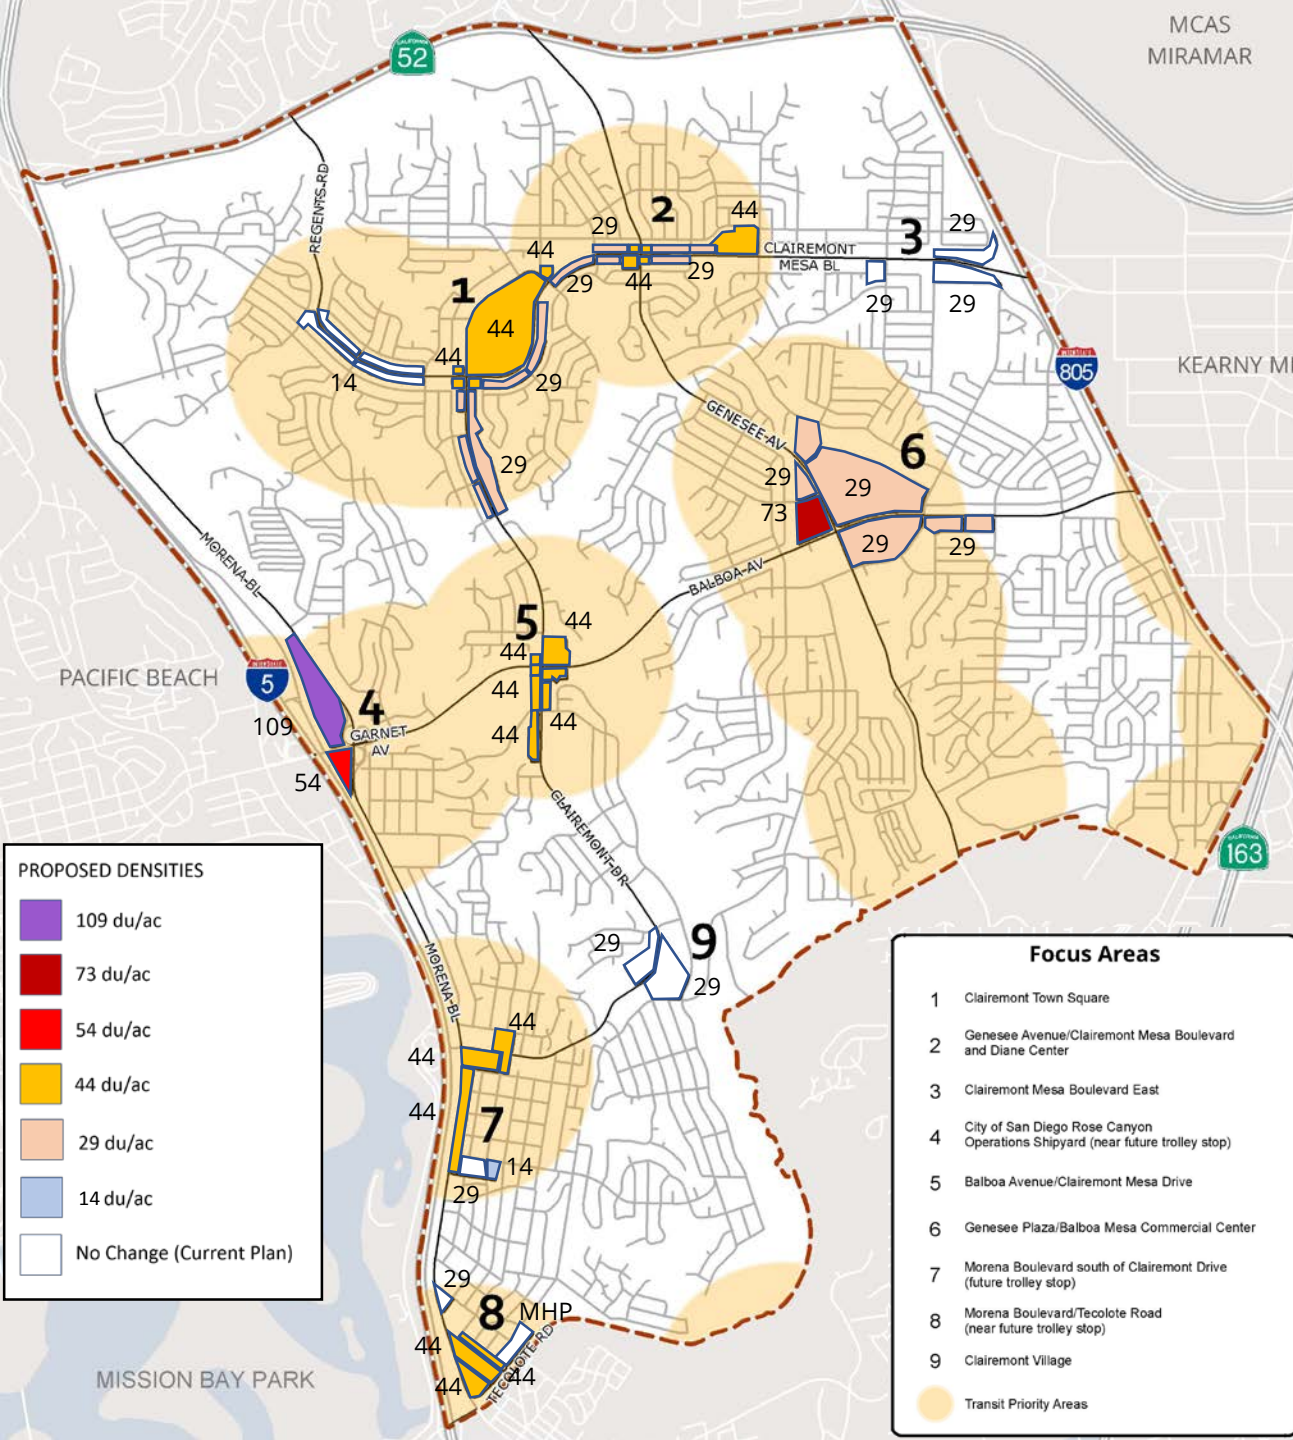 MCAS
MIRAMAR
CALIFORNIA
52
REGENTS RD
2
29
44
44
CLAIREMONT
MESA BL
3
29
1
29
44
29
29
29
44
44
14
29
INTERSTATE
805
KEARNY ME
GENESEE AV
6
29
29
29
73
29
29
MORENA BL
BALBOA AV
5
44
44
PACIFIC BEACH
INTERSTATE
5
44
4
109
GARNET
AV
44
44
54
CLAIREMONT DR
CALIFORNIA
163
PROPOSED DENSITIES
109 du/ac
73 du/ac
54 du/ac
44 du/ac
29 du/ac
14 du/ac
No Change (Current Plan)
29
9
29
MORENA BL
44
44
44
7
14
29
29
8
MHP
44
44
44
TECOLOTE RD
MISSION BAY PARK
Focus Areas
1 Clairemont Town Square
2 Genesee Avenue/Clairemont Mesa Boulevard
and Diane Center
3 Clairemont Mesa Boulevard East
4 City of San Diego Rose Canyon
Operations Shipyard (near future trolley stop)
5 Balboa Avenue/Clairemont Mesa Drive
6 Genesee Plaza/Balboa Mesa Commercial Center
7 Morena Boulevard south of Clairemont Drive
(future trolley stop)
8 Morena Boulevard/Tecolote Road
(near future trolley stop)
9 Clairemont Village
Transit Priority Areas